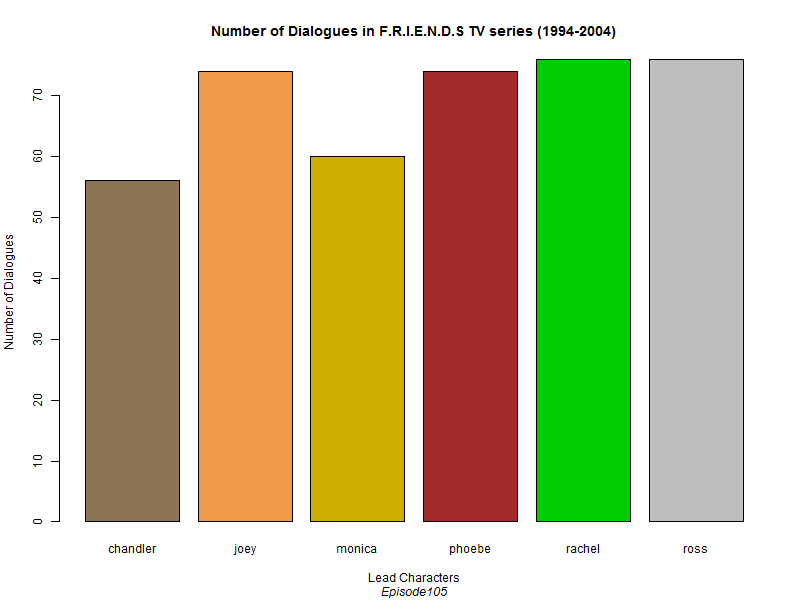 Number of Dialogues in F.R.I.E.N.D.S TV series (1994-2004)
Number of Dialogues
70
60
50
40
30
20
10
0
chandler joey monica phoebe rachel ross
Lead Characters
Episode105